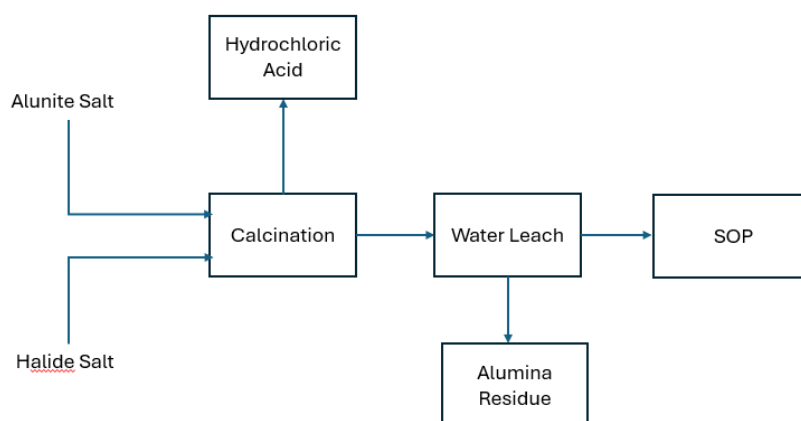 Hydrochloric
Acid
Alunite Salt
Calcination
Water Leach
SOP
Halide Salt
Alumina
Residue